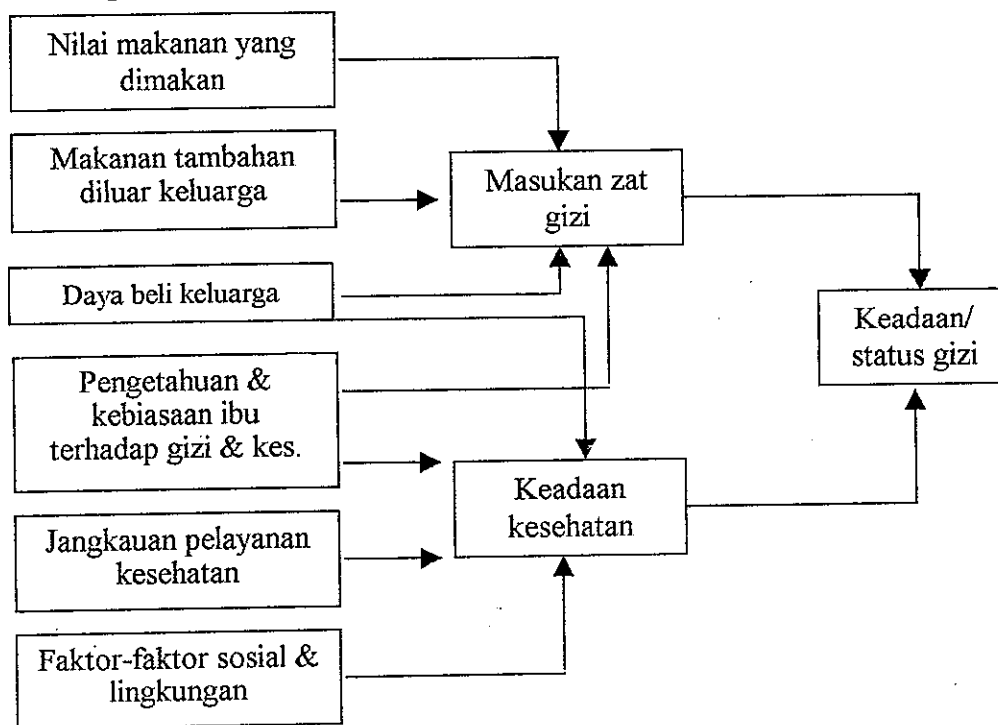 Nilai makanan yang
dimakan
Makanan tambahan
diluar keluarga
Daya beli keluarga
Pengetahuan &
kebiasaan ibu
terhadap gizi & kes.
Jangkauan pelayanan
kesehatan
Faktor-faktor sosial &
lingkungan
Masukan zat
gizi
Keadaan
kesehatan
Keadaan/
status gizi